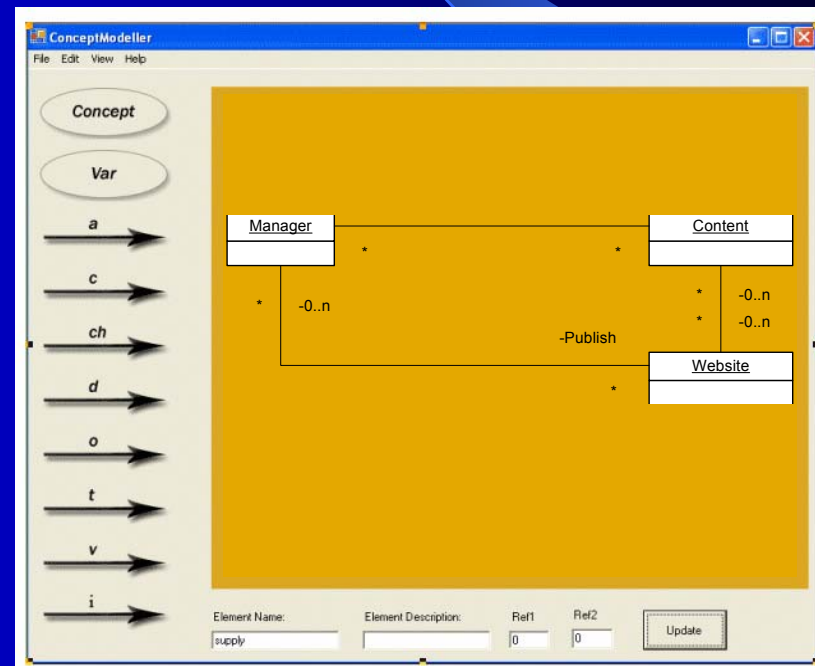 ConceptModeller
File Edit View Help
Concept
Var
a
c
ch
d
o
t
v
i
Manager
Content
* *
* -0..n
* -0..n
* -0..n
-Publish
Website
*
Element Name: Element Description: Ref1 Ref2
supply 0 0 Update